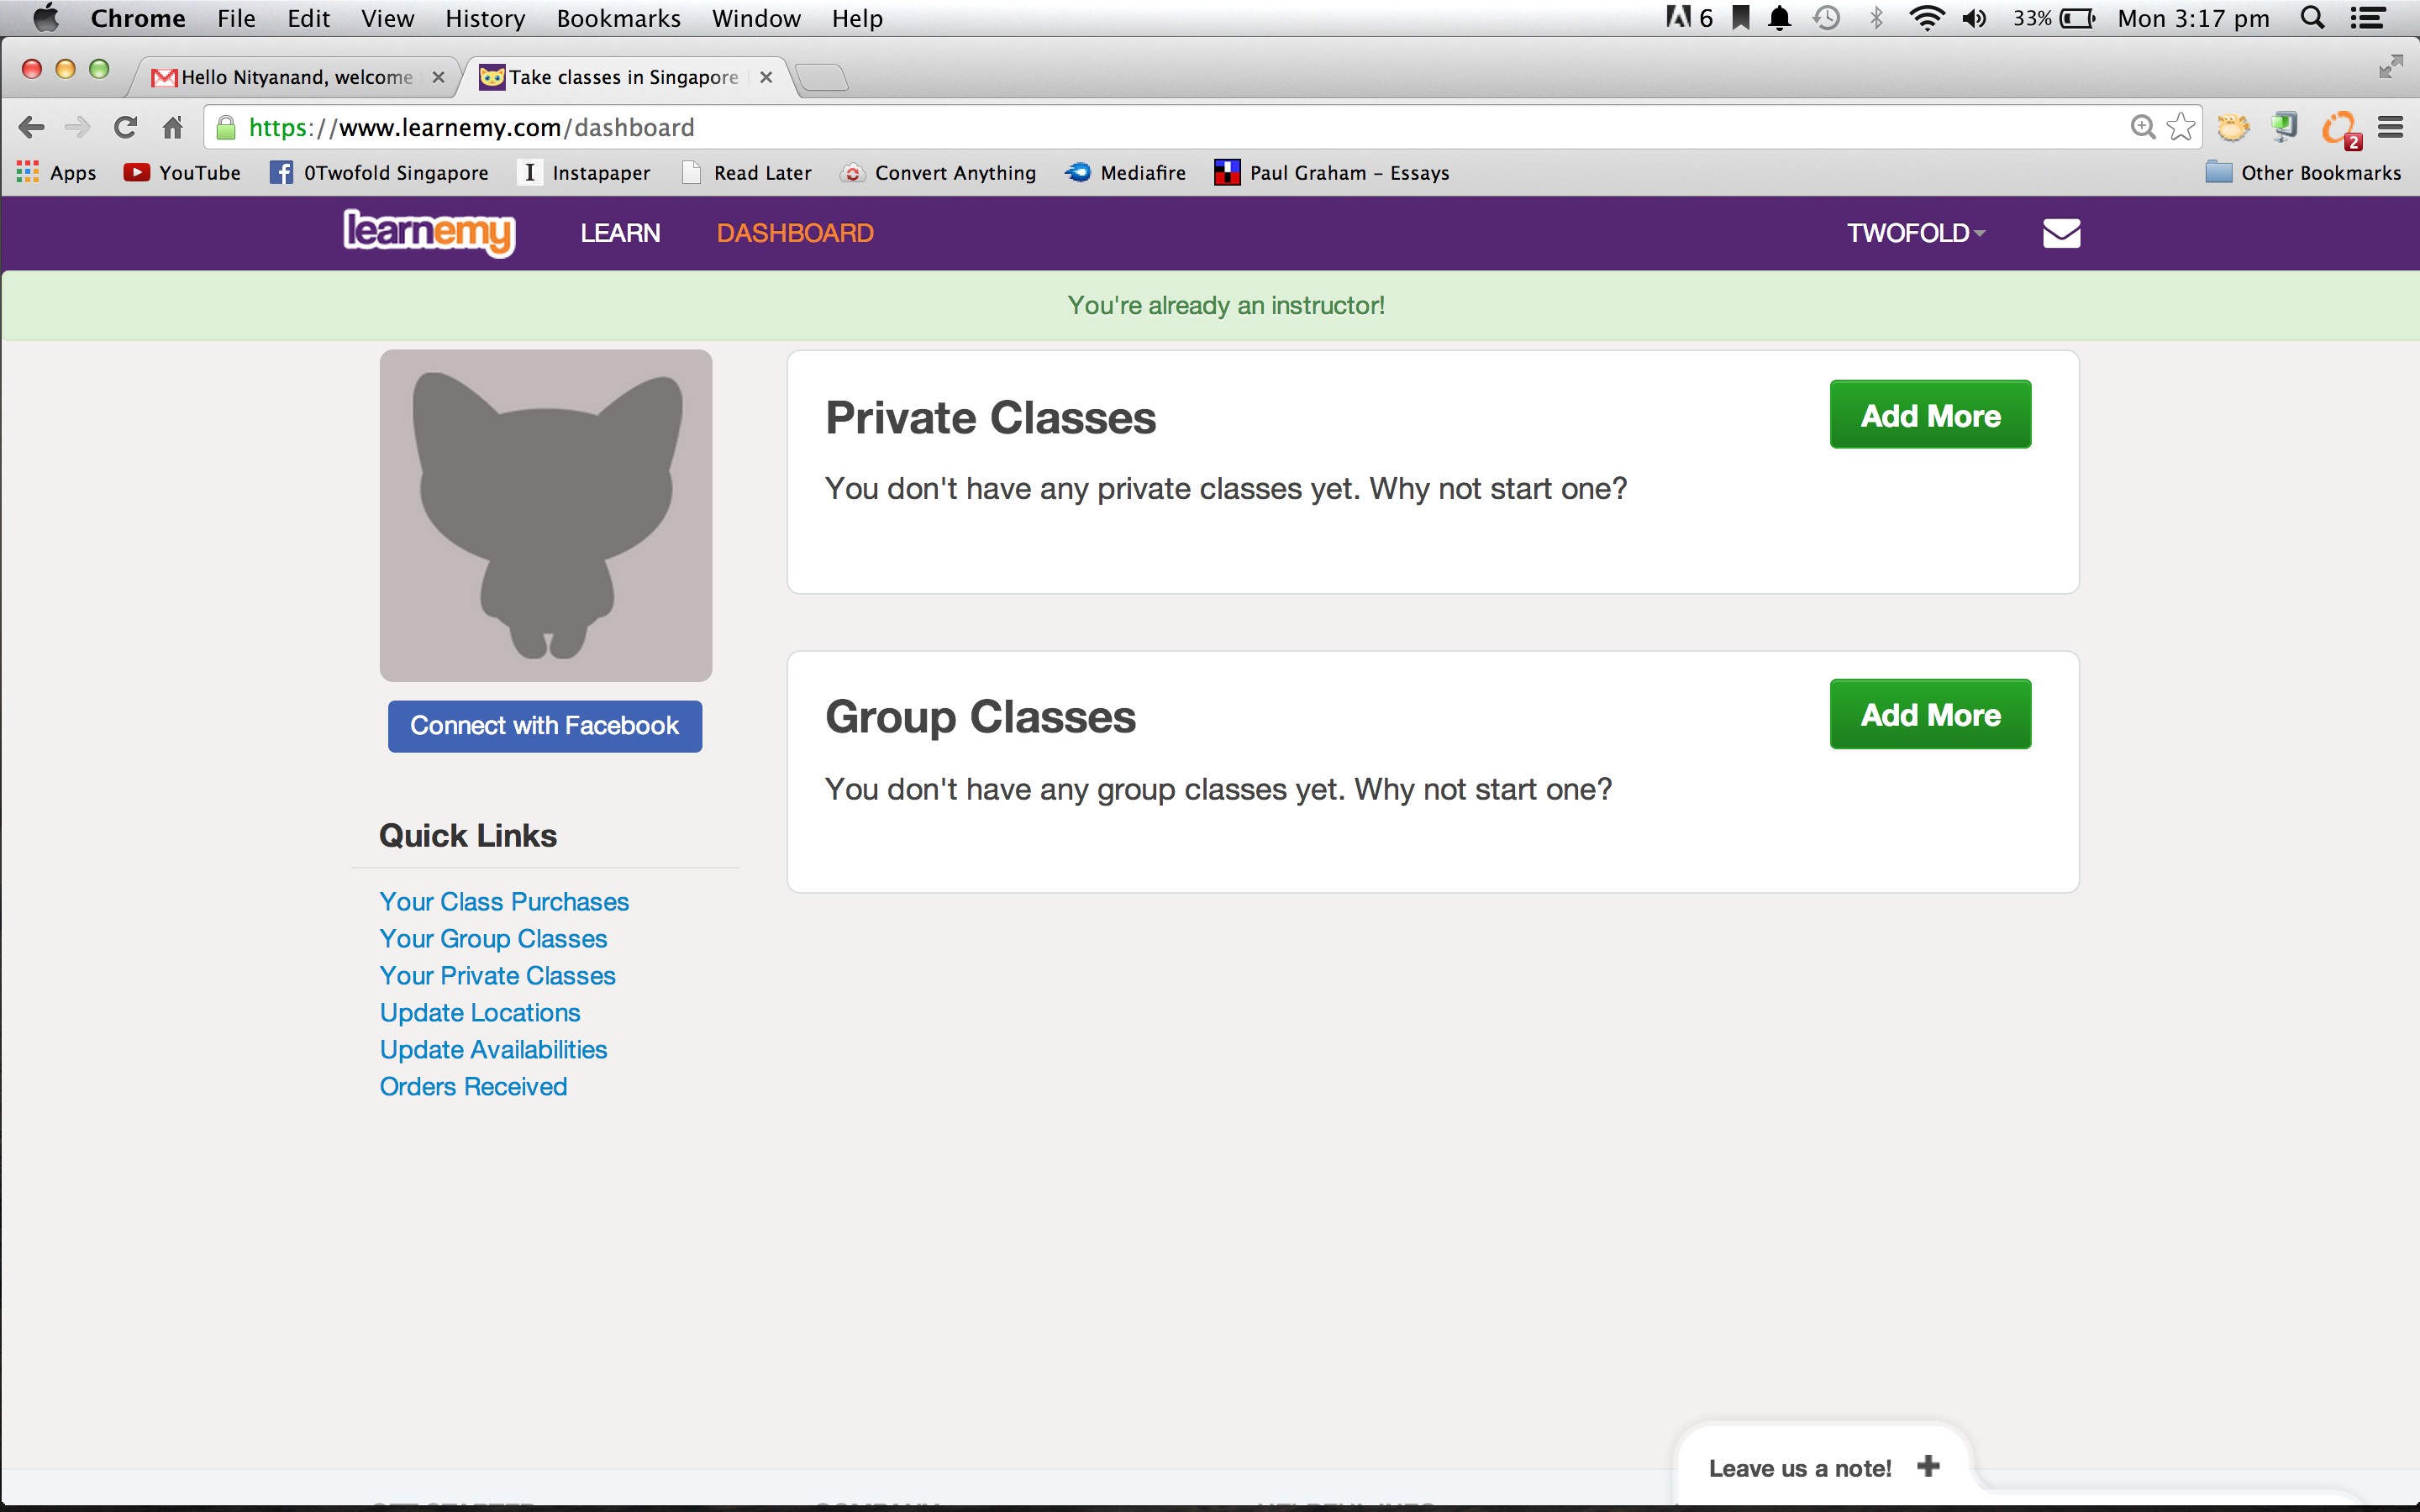 Chrome File Edit View History Bookmarks Window Help 6 33% Mon 3:17 pm
Hello Nityanand, welcome Take classes in Singapore
https://www.learnemy.com/dashboard
2
Apps YouTube 0Twofold Singapore I Instapaper Read Later Convert Anything Mediafire Paul Graham – Essays Other Bookmarks
learnemy LEARN DASHBOARD TWOFOLD
You're already an instructor!
Private Classes
Add More
You don't have any private classes yet. Why not start one?
Connect with Facebook
Group Classes
Add More
You don't have any group classes yet. Why not start one?
Quick Links
Your Class Purchases
Your Group Classes
Your Private Classes
Update Locations
Update Availabilities
Orders Received
Leave us a note!